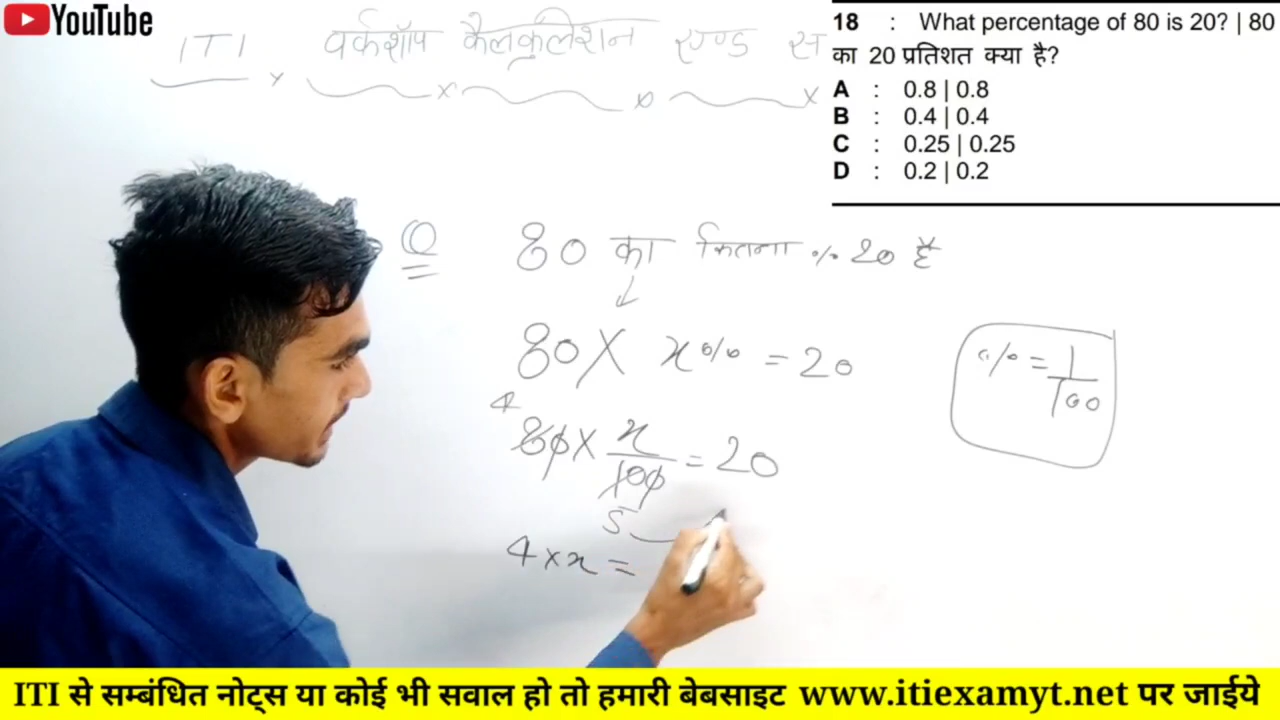 YouTube
ITI वर्कशॉप कैलकुलेशन एण्ड स
18 : What percentage of 80 is 20? | 80
का 20 प्रतिशत क्या है?
A : 0.8 | 0.8
B : 0.4 | 0.4
C : 0.25 | 0.25
D : 0.2 | 0.2
Q 80 का कितना % 20 है
80 X x% = 20
% = 1/100
4
80 X x/100 = 20
5
4 x x =
ITI से सम्बंधित नोट्स या कोई भी सवाल हो तो हमारी बेबसाइट www.itiexamyt.net पर जाईये